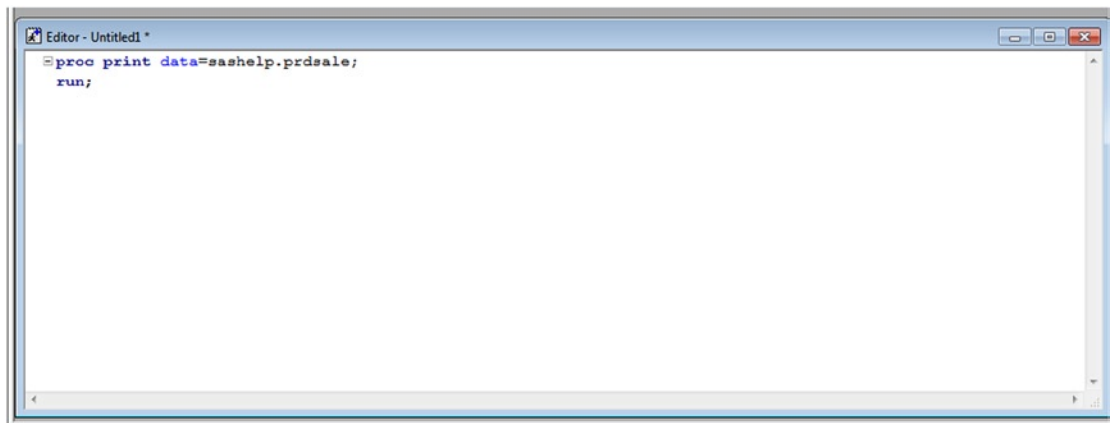 Editor - Untitled1 *
proc print data=sashelp.prdsale;
run;